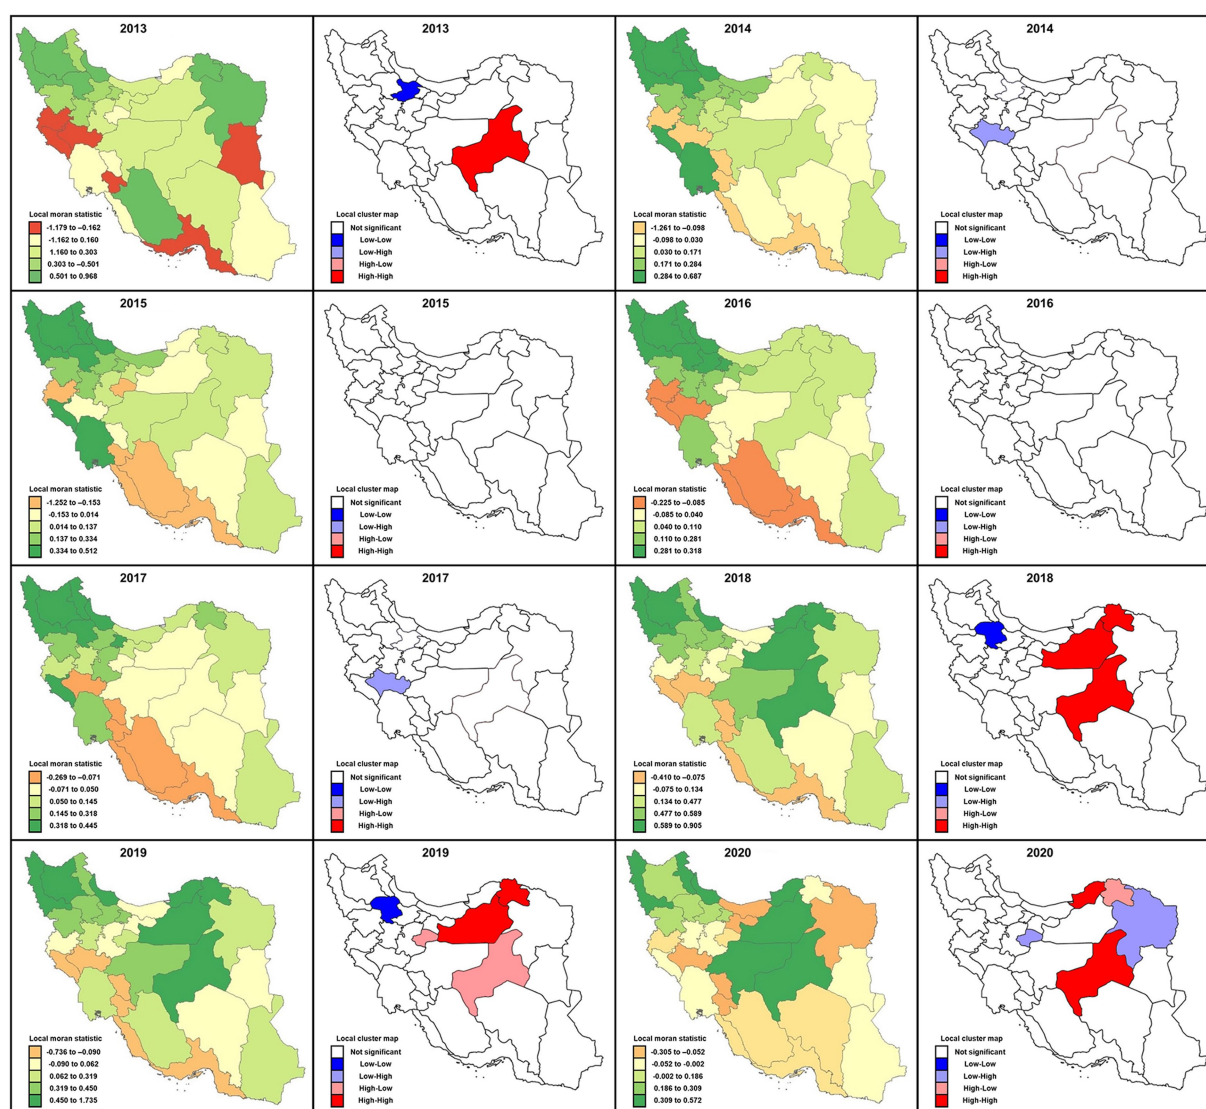 2013
Local moran statistic
-1.179 to –0.162
-1.162 to 0.160
1.160 to 0.303
0.303 to –0.501
0.501 to 0.968
2013
Local cluster map
Not significant
Low-Low
Low-High
High-Low
High-High
2014
Local moran statistic
-1.261 to –0.098
-0.098 to 0.030
0.030 to 0.171
0.171 to 0.284
0.284 to 0.687
2014
Local cluster map
Not significant
Low-Low
Low-High
High-Low
High-High
2015
Local moran statistic
-1.252 to –0.153
-0.153 to 0.014
0.014 to 0.137
0.137 to 0.334
0.334 to 0.512
2015
Local cluster map
Not significant
Low-Low
Low-High
High-Low
High-High
2016
Local moran statistic
-0.225 to –0.085
-0.085 to 0.040
0.040 to 0.110
0.110 to 0.281
0.281 to 0.318
2016
Local cluster map
Not significant
Low-Low
Low-High
High-Low
High-High
2017
Local moran statistic
-0.269 to –0.071
-0.071 to 0.050
0.050 to 0.145
0.145 to 0.318
0.318 to 0.445
2017
Local cluster map
Not significant
Low-Low
Low-High
High-Low
High-High
2018
Local moran statistic
-0.410 to –0.075
-0.075 to 0.134
0.134 to 0.477
0.477 to 0.589
0.589 to 0.905
2018
Local cluster map
Not significant
Low-Low
Low-High
High-Low
High-High
2019
Local moran statistic
-0.736 to –0.090
-0.090 to 0.062
0.062 to 0.319
0.319 to 0.450
0.450 to 1.735
2019
Local cluster map
Not significant
Low-Low
Low-High
High-Low
High-High
2020
Local moran statistic
-0.305 to –0.052
-0.052 to –0.002
-0.002 to 0.186
0.186 to 0.309
0.309 to 0.572
2020
Local cluster map
Not significant
Low-Low
Low-High
High-Low
High-High